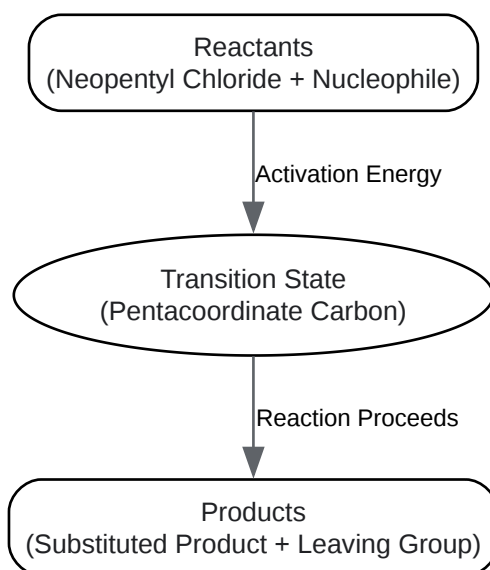 Reactants
(Neopentyl Chloride + Nucleophile)
Activation Energy
Transition State
(Pentacoordinate Carbon)
Reaction Proceeds
Products
(Substituted Product + Leaving Group)